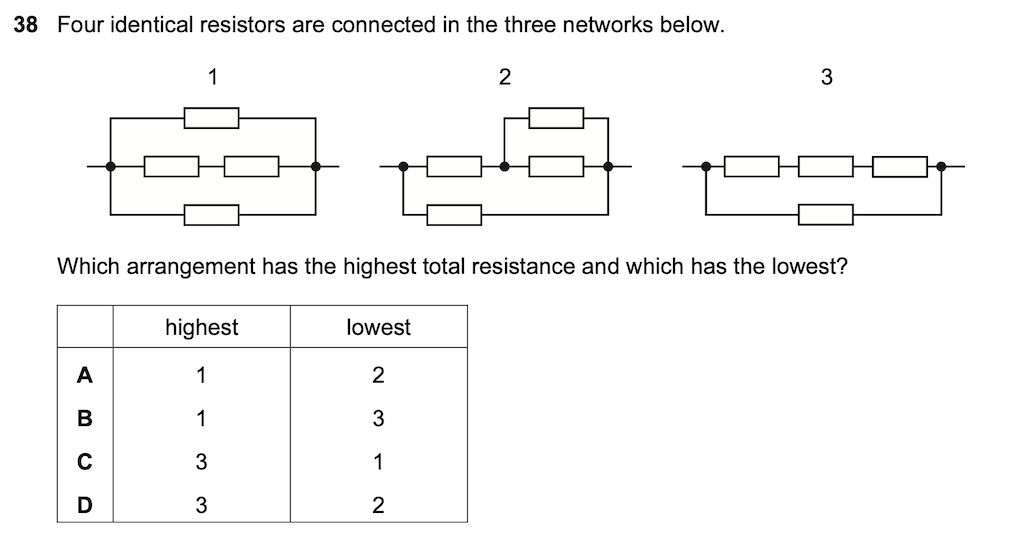 38 Four identical resistors are connected in the three networks below.
1 2 3
Which arrangement has the highest total resistance and which has the lowest?
highest lowest
A 1 2
B 1 3
C 3 1
D 3 2